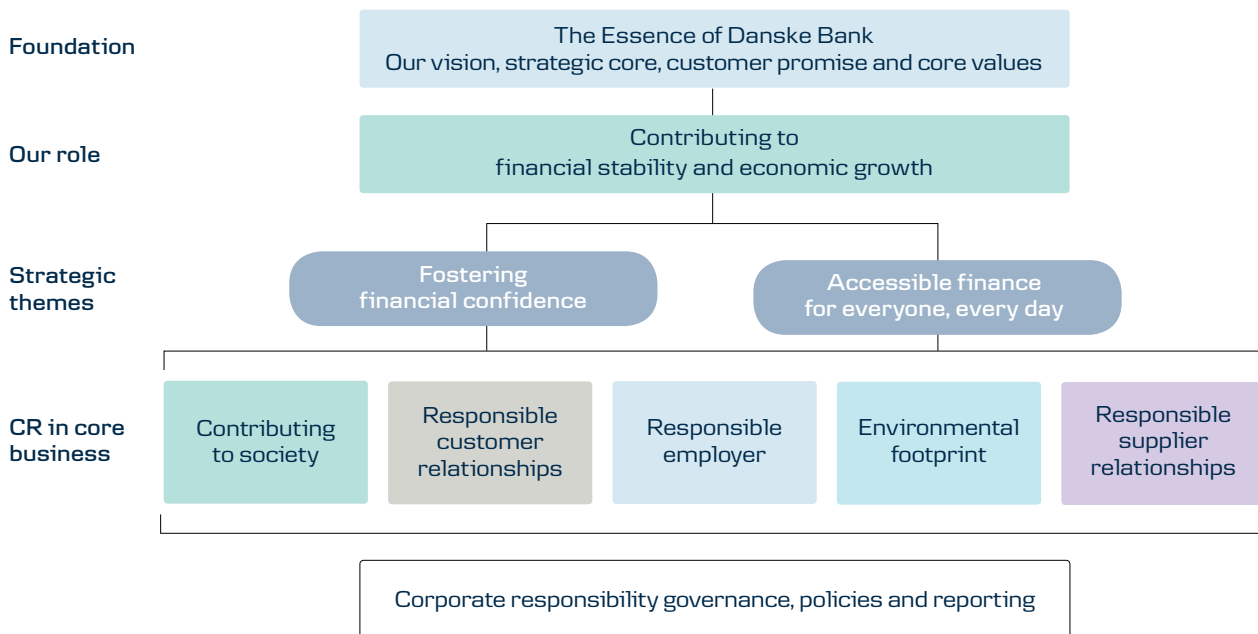 Foundation
The Essence of Danske Bank
Our vision, strategic core, customer promise and core values
Our role
Contributing to
financial stability and economic growth
Strategic
themes
Fostering
financial confidence
Accessible finance
for everyone, every day
CR in core
business
Contributing
to society
Responsible
customer
relationships
Responsible
employer
Environmental
footprint
Responsible
supplier
relationships
Corporate responsibility governance, policies and reporting